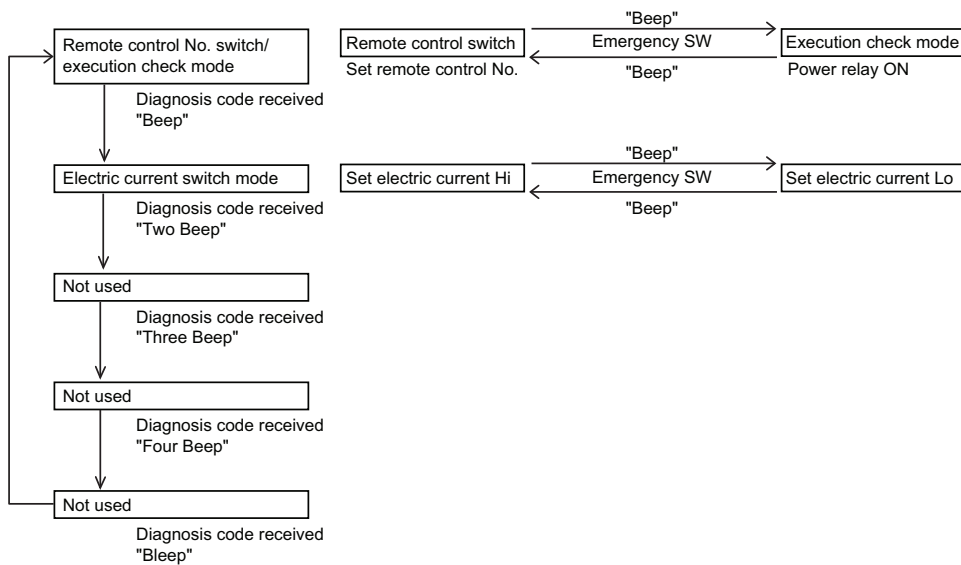 Remote control No. switch/
execution check mode
Diagnosis code received
"Beep"
Electric current switch mode
Diagnosis code received
"Two Beep"
Not used
Diagnosis code received
"Three Beep"
Not used
Diagnosis code received
"Four Beep"
Not used
Diagnosis code received
"Bleep"
Remote control switch
Set remote control No.
"Beep"
Emergency SW
"Beep"
Execution check mode
Power relay ON
Set electric current Hi
"Beep"
Emergency SW
"Beep"
Set electric current Lo